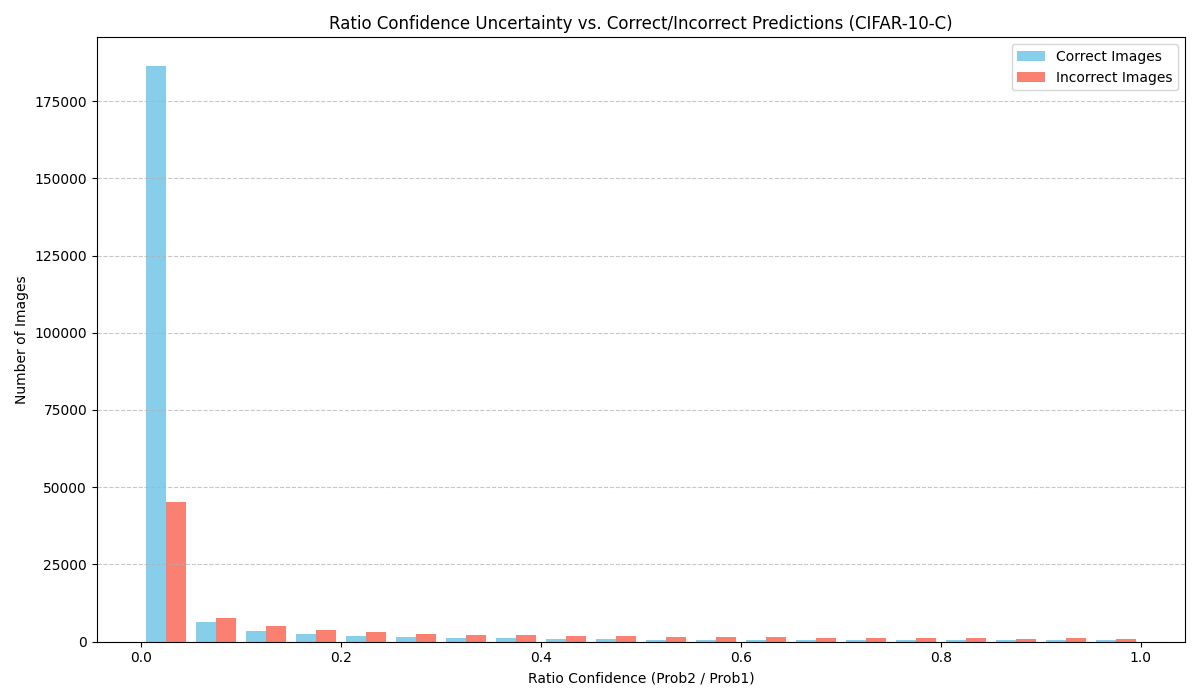 Ratio Confidence Uncertainty vs. Correct/Incorrect Predictions (CIFAR-10-C)
Correct Images
Incorrect Images
Number of Images
175000
150000
125000
100000
75000
50000
25000
0
0.0 0.2 0.4 0.6 0.8 1.0
Ratio Confidence (Prob2 / Prob1)